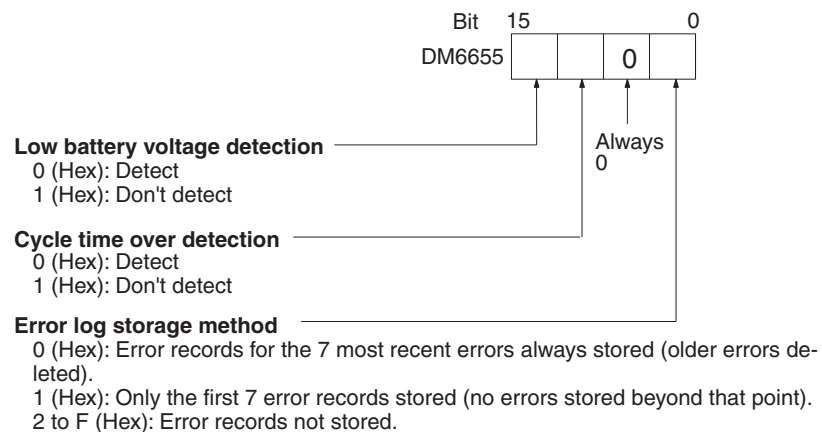 Bit 15 0
DM6655 0
Always
0
Low battery voltage detection
0 (Hex): Detect
1 (Hex): Don't detect
Cycle time over detection
0 (Hex): Detect
1 (Hex): Don't detect
Error log storage method
0 (Hex): Error records for the 7 most recent errors always stored (older errors de-
leted).
1 (Hex): Only the first 7 error records stored (no errors stored beyond that point).
2 to F (Hex): Error records not stored.